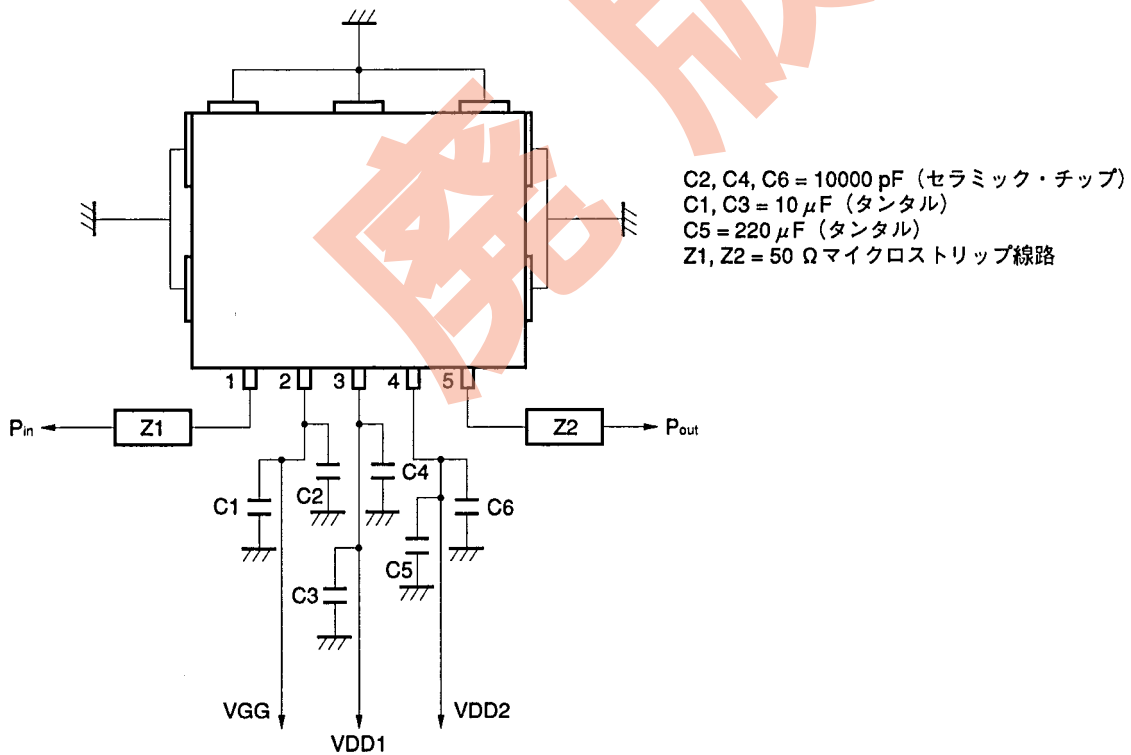 廃版
C2, C4, C6 = 10000 pF（セラミック・チップ）
C1, C3 = 10 μF（タンタル）
C5 = 220 μF（タンタル）
Z1, Z2 = 50 Ω マイクロストリップ線路
1 2 3 4 5
Pin Z1 Z2 Pout
C1 C2 C4 C6
C5
C3
VGG VDD2
VDD1